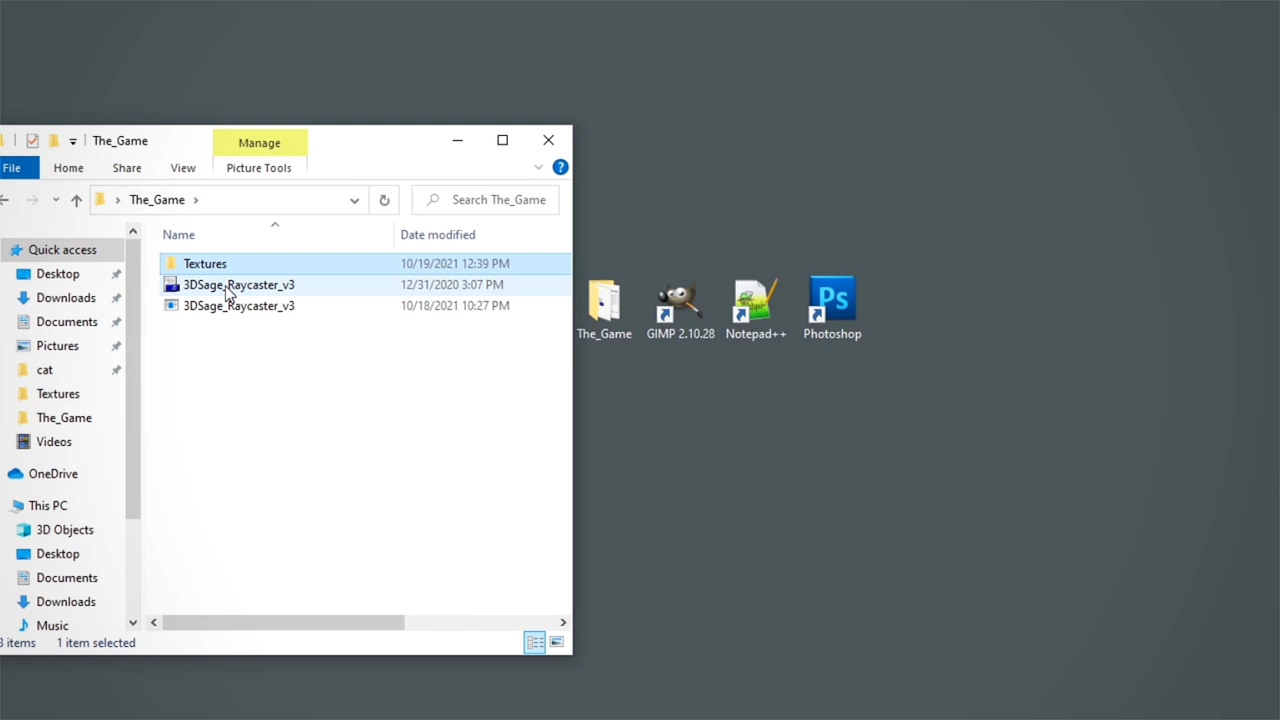 The_Game
Manage
File
Home
Share
View
Picture Tools
The_Game
Search The_Game
Name
Date modified
Quick access
Desktop
Downloads
Documents
Pictures
cat
Textures
The_Game
Videos
OneDrive
This PC
3D Objects
Desktop
Documents
Downloads
Music
Textures
10/19/2021 12:39 PM
3DSage_Raycaster_v3
12/31/2020 3:07 PM
3DSage_Raycaster_v3
10/18/2021 10:27 PM
3 items
1 item selected
The_Game
GIMP 2.10.28
Notepad++
Ps
Photoshop